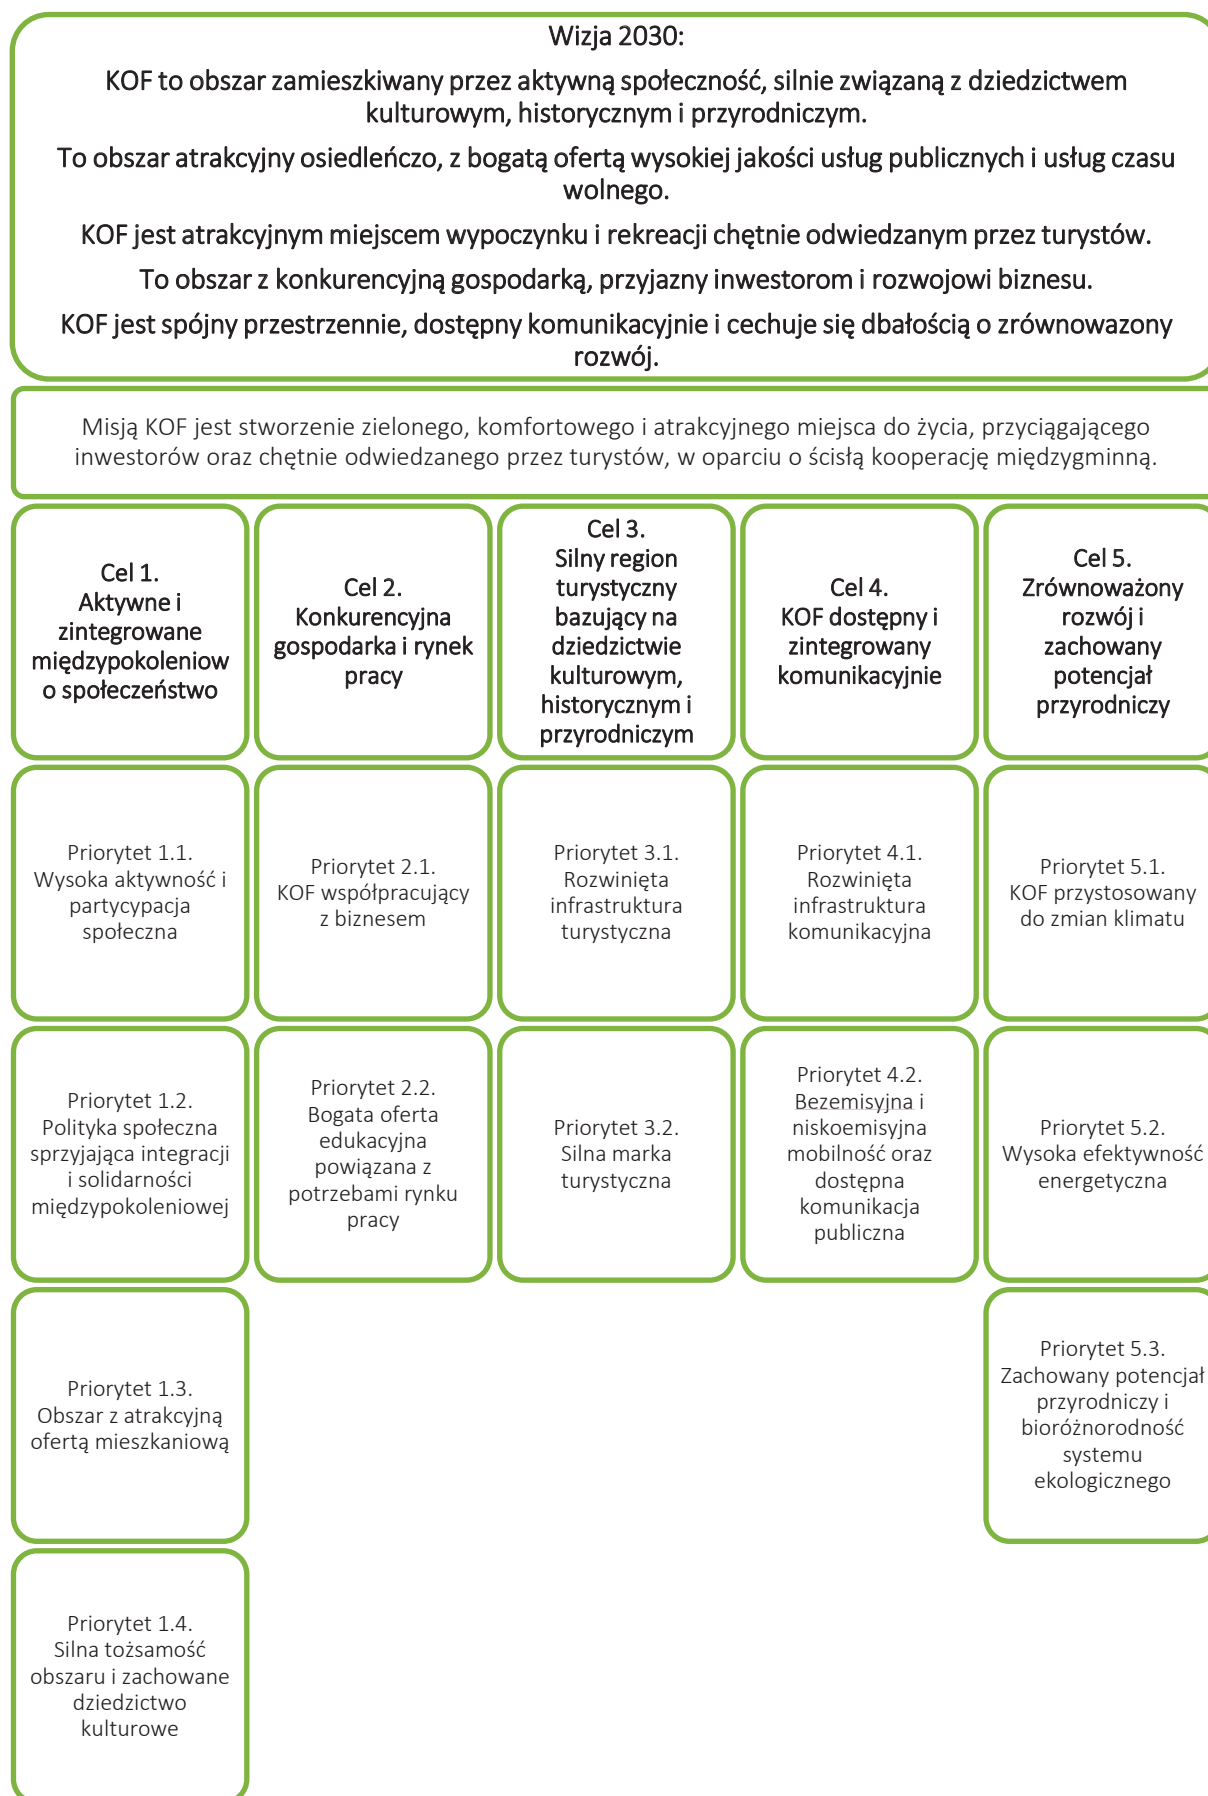 Wizja 2030:
KOF to obszar zamieszkiwany przez aktywną społeczność, silnie związaną z dziedzictwem
kulturowym, historycznym i przyrodniczym.
To obszar atrakcyjny osiedleńczo, z bogatą ofertą wysokiej jakości usług publicznych i usług czasu
wolnego.
KOF jest atrakcyjnym miejscem wypoczynku i rekreacji chętnie odwiedzanym przez turystów.
To obszar z konkurencyjną gospodarką, przyjazny inwestorom i rozwojowi biznesu.
KOF jest spójny przestrzennie, dostępny komunikacyjnie i cechuje się dbałością o zrównowazony
rozwój.
Misją KOF jest stworzenie zielonego, komfortowego i atrakcyjnego miejsca do życia, przyciągającego
inwestorów oraz chętnie odwiedzanego przez turystów, w oparciu o ścisłą kooperację międzygminną.
Cel 1.
Aktywne i
zintegrowane
międzypokoleniow
o społeczeństwo
Cel 2.
Konkurencyjna
gospodarka i rynek
pracy
Cel 3.
Silny region
turystyczny
bazujący na
dziedzictwie
kulturowym,
historycznym i
przyrodniczym
Cel 4.
KOF dostępny i
zintegrowany
komunikacyjnie
Cel 5.
Zrównoważony
rozwój i
zachowany
potencjał
przyrodniczy
Priorytet 1.1.
Wysoka aktywność i
partycypacja
społeczna
Priorytet 2.1.
KOF współpracujący
z biznesem
Priorytet 3.1.
Rozwinięta
infrastruktura
turystyczna
Priorytet 4.1.
Rozwinięta
infrastruktura
komunikacyjna
Priorytet 5.1.
KOF przystosowany
do zmian klimatu
Priorytet 1.2.
Polityka społeczna
sprzyjająca integracji
i solidarności
międzypokoleniowej
Priorytet 2.2.
Bogata oferta
edukacyjna
powiązana z
potrzebami rynku
pracy
Priorytet 3.2.
Silna marka
turystyczna
Priorytet 4.2.
Bezemisyjna i
niskoemisyjna
mobilność oraz
dostępna
komunikacja
publiczna
Priorytet 5.2.
Wysoka efektywność
energetyczna
Priorytet 1.3.
Obszar z atrakcyjną
ofertą mieszkaniową
Priorytet 5.3.
Zachowany potencjał
przyrodniczy i
bioróżnorodność
systemu
ekologicznego
Priorytet 1.4.
Silna tożsamość
obszaru i zachowane
dziedzictwo
kulturowe